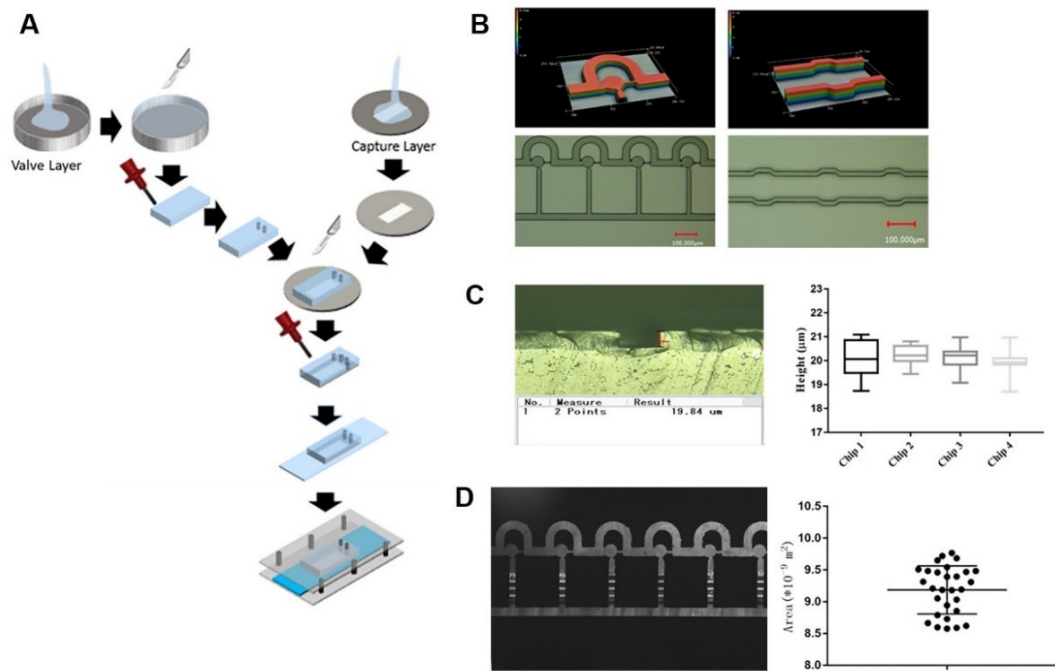 A
Valve Layer
Capture Layer
B
100.000μm
100.000μm
C
No. Measure Result
1 2 Points 19.84 um
Height (μm)
23
22
21
20
19
18
17
Chip 1
Chip 2
Chip 3
Chip 4
D
Area (*10⁻⁹ m²)
10.5
10.0
9.5
9.0
8.5
8.0